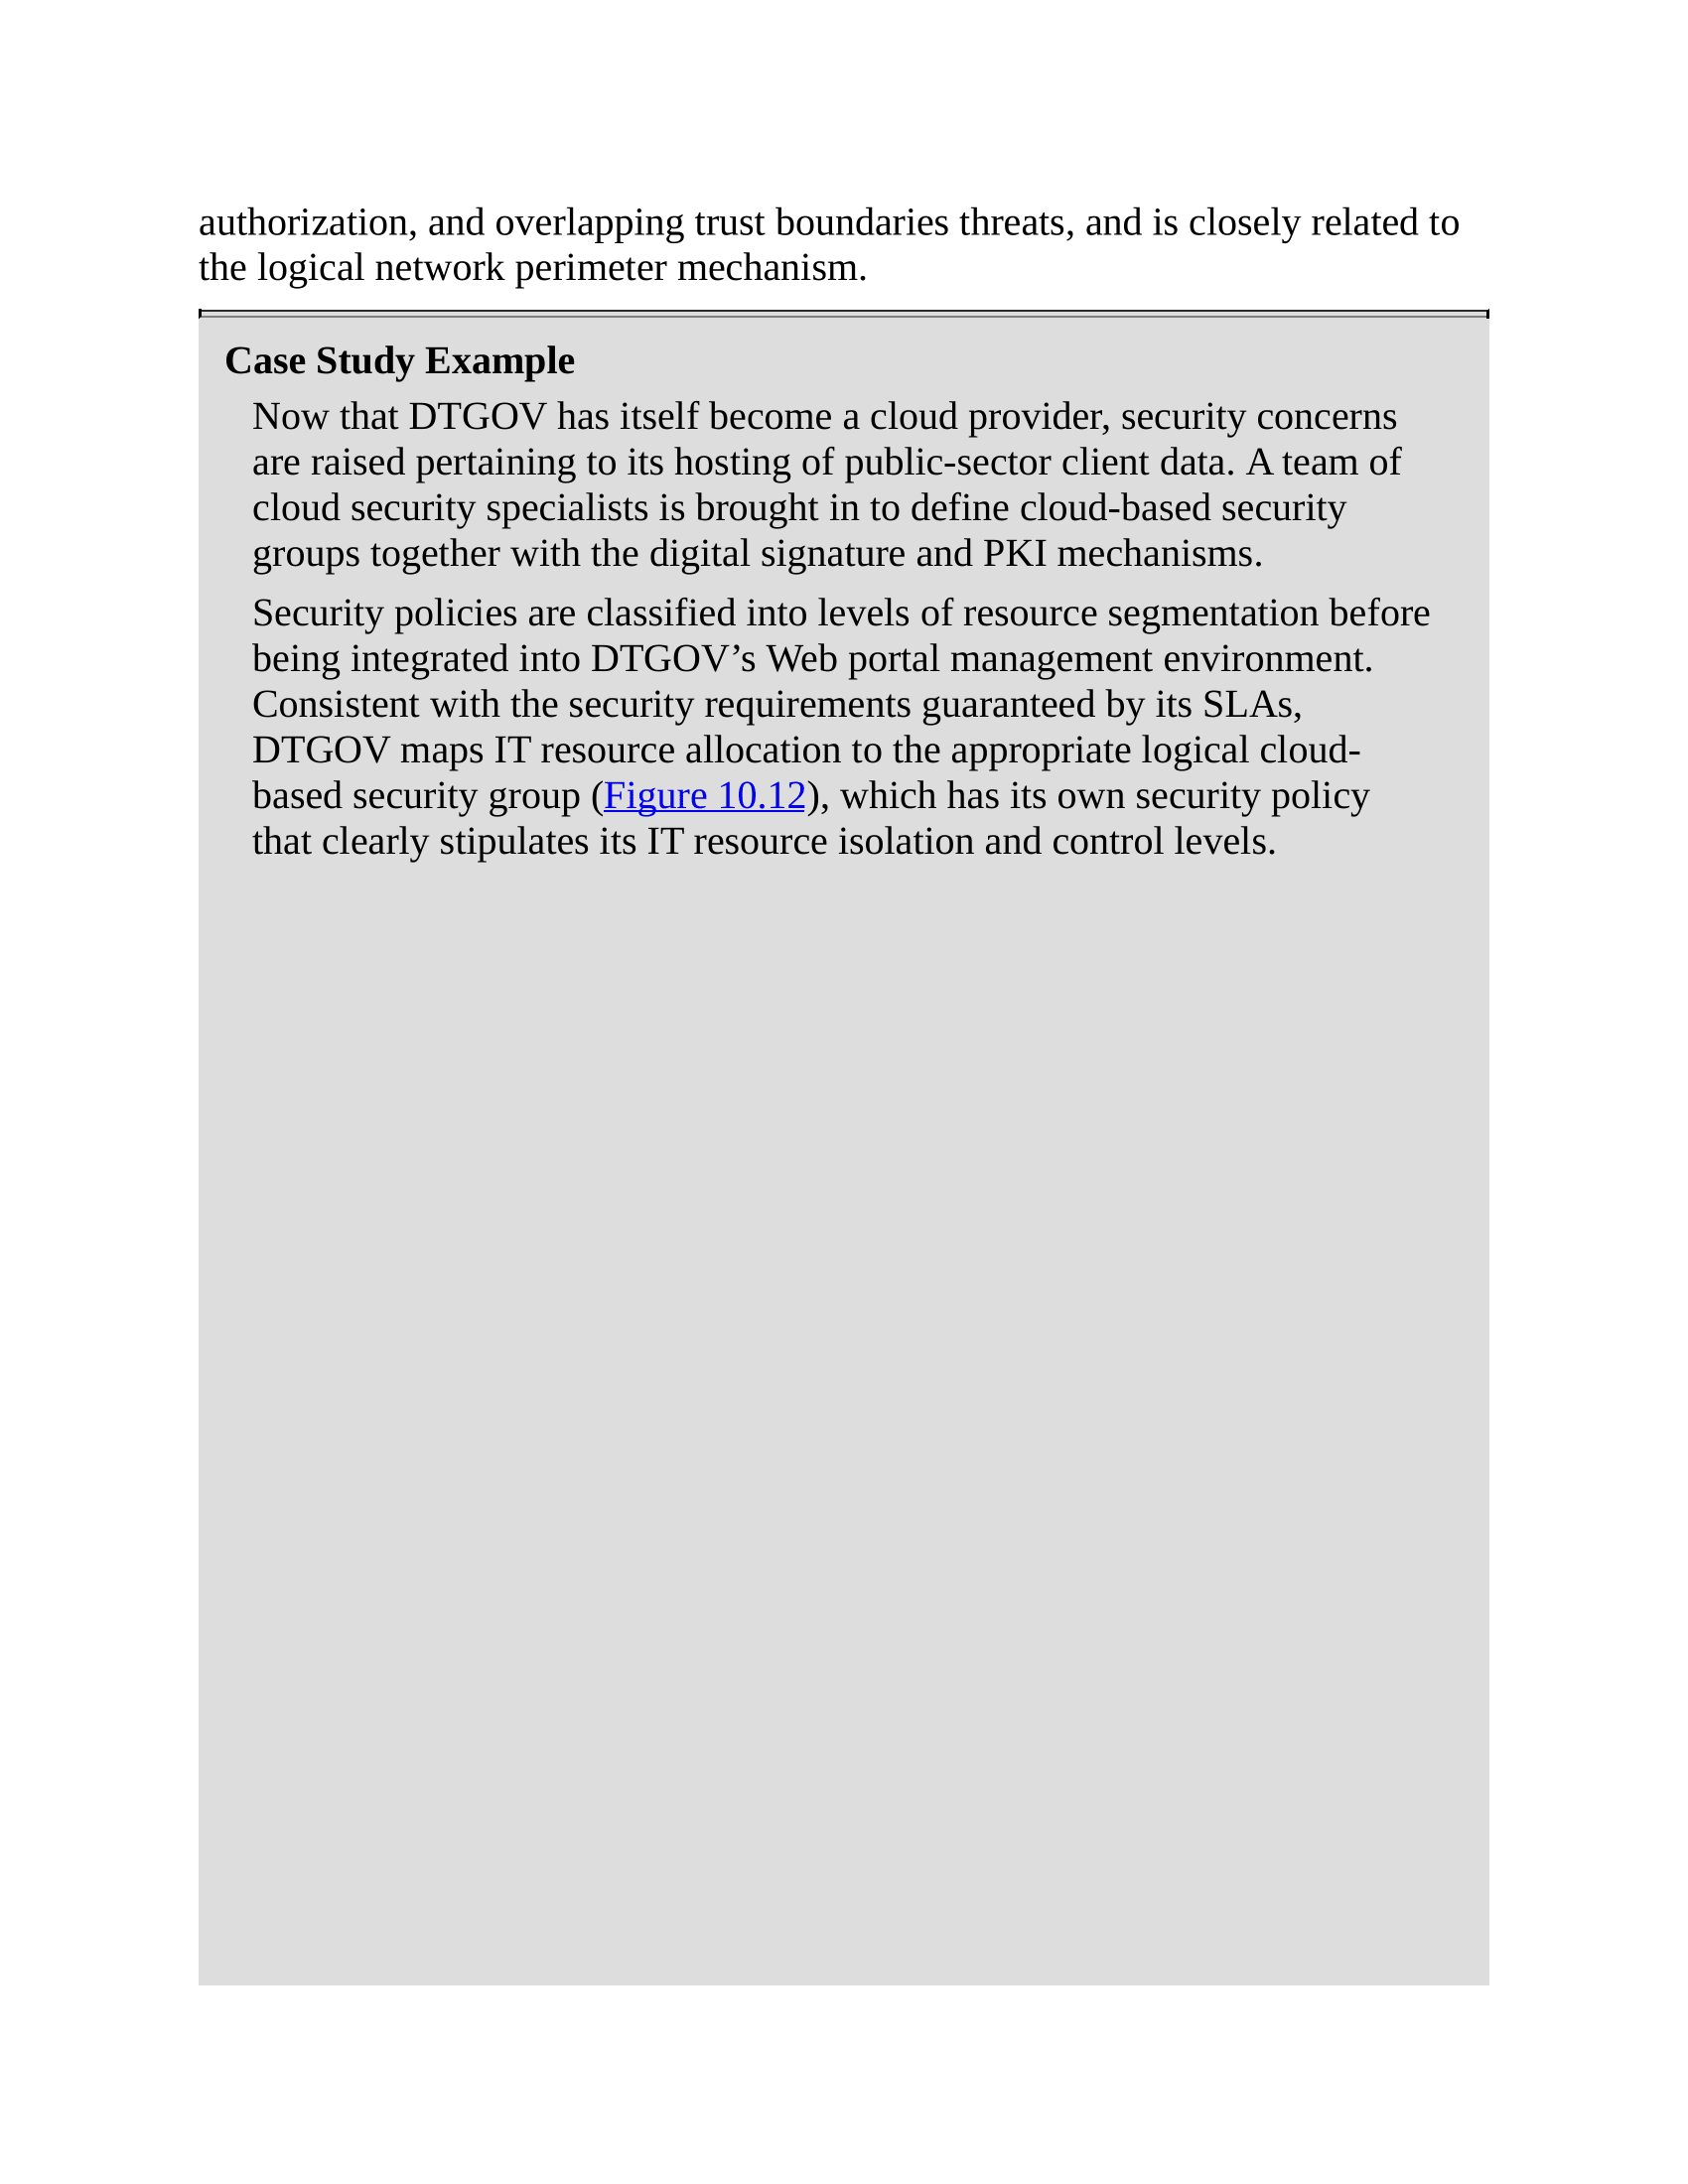 authorization, and overlapping trust boundaries threats, and is closely related to
the logical network perimeter mechanism.
Case Study Example
Now that DTGOV has itself become a cloud provider, security concerns
are raised pertaining to its hosting of public-sector client data. A team of
cloud security specialists is brought in to define cloud-based security
groups together with the digital signature and PKI mechanisms.
Security policies are classified into levels of resource segmentation before
being integrated into DTGOV’s Web portal management environment.
Consistent with the security requirements guaranteed by its SLAs,
DTGOV maps IT resource allocation to the appropriate logical cloud-
based security group (Figure 10.12), which has its own security policy
that clearly stipulates its IT resource isolation and control levels.